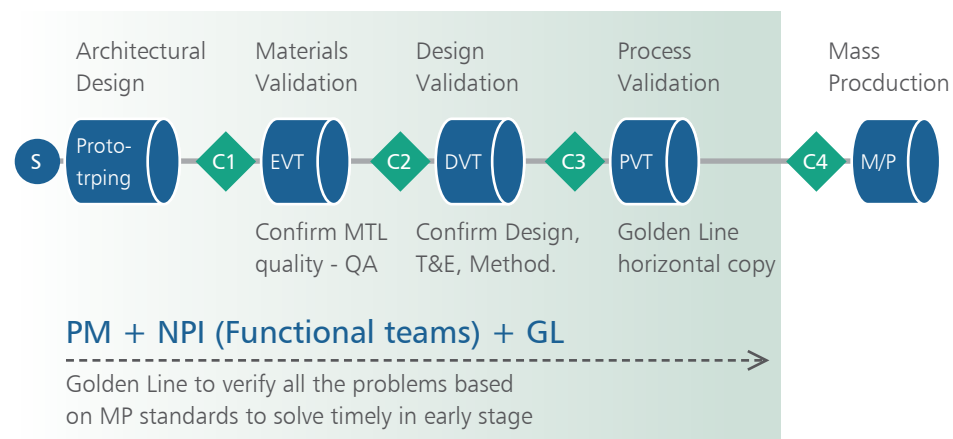 Architectural
Design
Materials
Validation
Design
Validation
Process
Validation
Mass
Procduction
S
Proto-
trping
C1
EVT
C2
DVT
C3
PVT
C4
M/P
Confirm MTL
quality - QA
Confirm Design,
T&E, Method.
Golden Line
horizontal copy
PM + NPI (Functional teams) + GL
Golden Line to verify all the problems based
on MP standards to solve timely in early stage